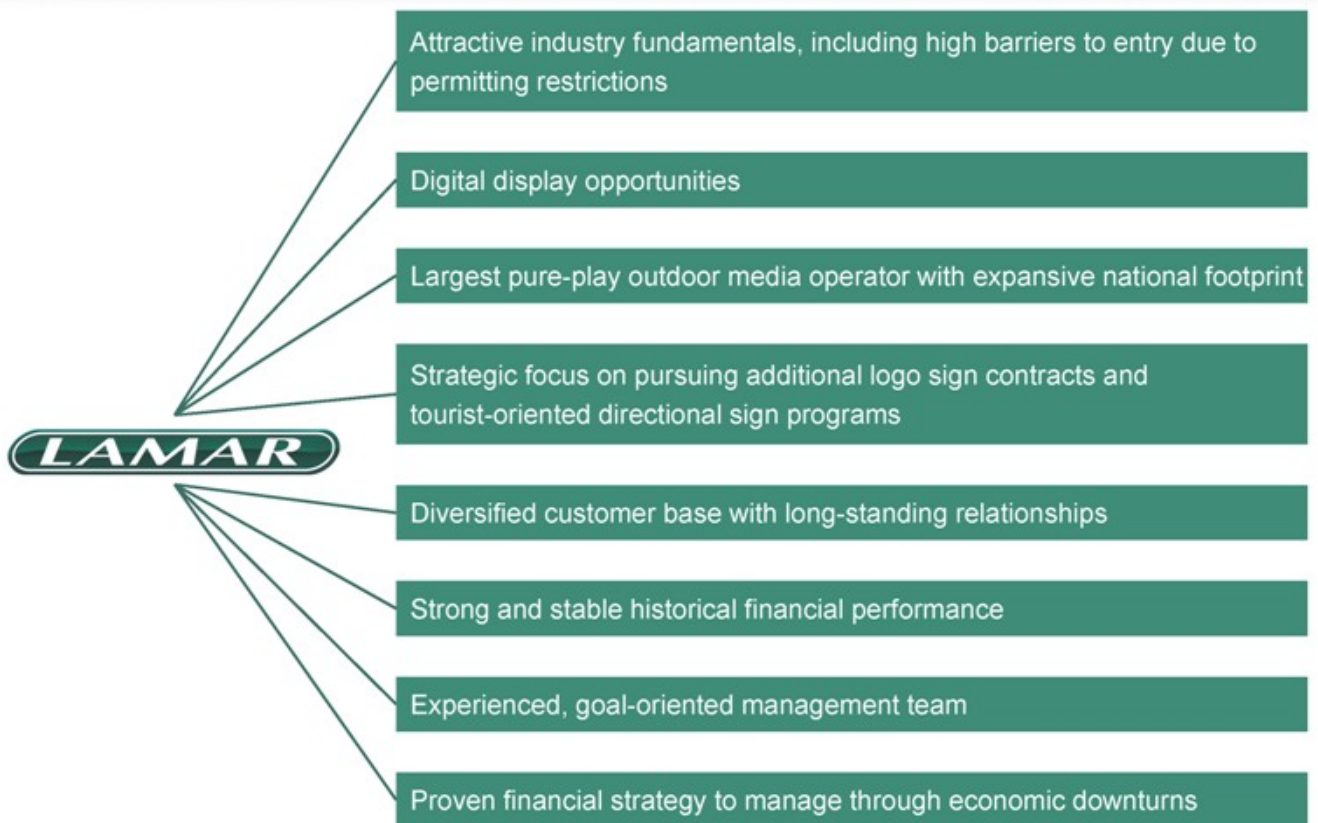 Attractive industry fundamentals, including high barriers to entry due to
permitting restrictions
Digital display opportunities
Largest pure-play outdoor media operator with expansive national footprint
Strategic focus on pursuing additional logo sign contracts and
tourist-oriented directional sign programs
LAMAR
Diversified customer base with long-standing relationships
Strong and stable historical financial performance
Experienced, goal-oriented management team
Proven financial strategy to manage through economic downturns